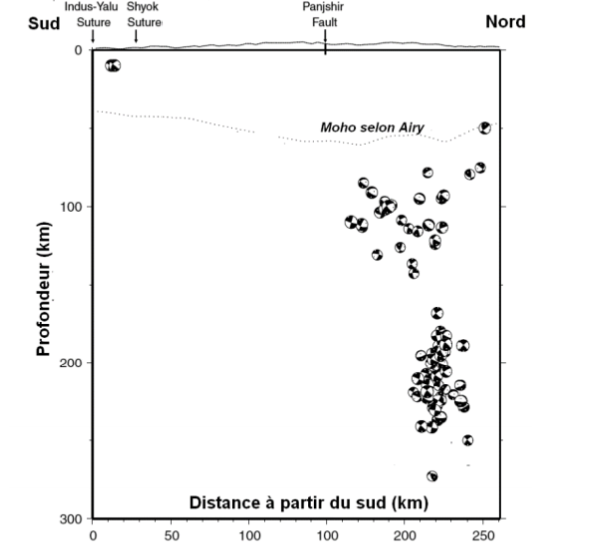 Indus-Yalu Shyok Panjshir
Sud Suture Suture Fault Nord
0
Moho selon Airy
100
Profondeur (km)
200
Distance à partir du sud (km)
300
0 50 100 100 200 250